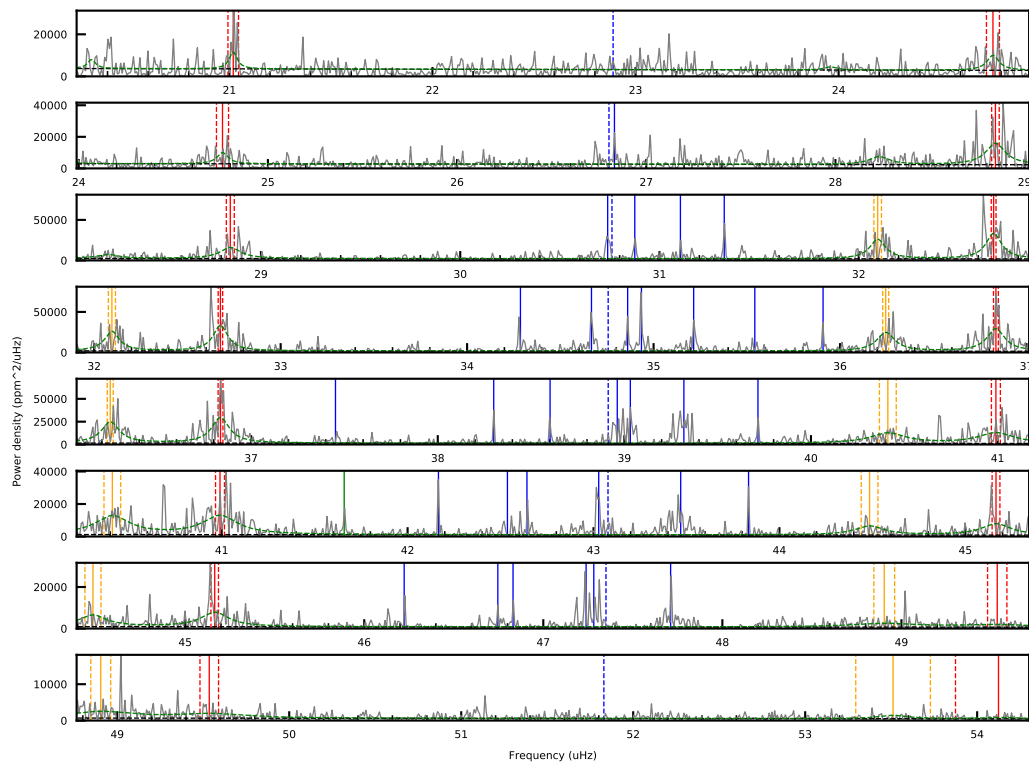 20000
0
21 22 23 24
40000
20000
0
24 25 26 27 28 29
50000
0
29 30 31 32
50000
0
32 33 34 35 36 37
Power density (ppm^2/uHz)
50000
25000
0
37 38 39 40 41
40000
20000
0
41 42 43 44 45
20000
0
45 46 47 48 49
10000
0
49 50 51 52 53 54
Frequency (uHz)